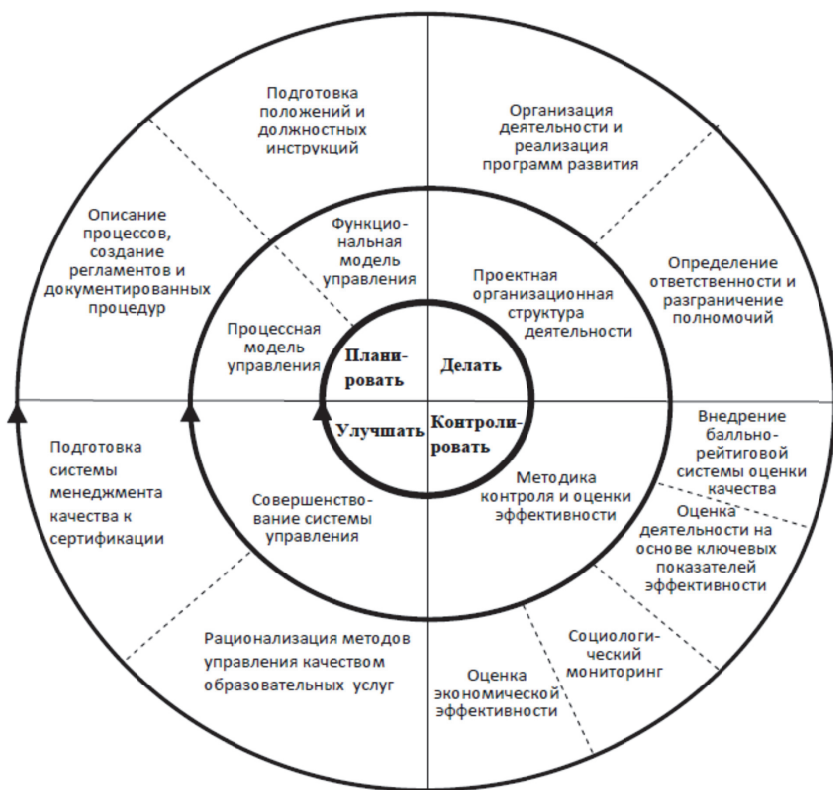 Подготовка
положений и
должностных
инструкций
Организация
деятельности и
реализация
программ развития
Описание
процессов,
создание
регламентов и
документированных
процедур
Функцио-
нальная
модель
управления
Процессная
модель
управления
Проектная
организационная
структура
деятельности
Определение
ответственности и
разграничение
полномочий
Плани-
ровать
Делать
Улучшать
Контроли-
ровать
Подготовка
системы
менеджмента
качества к
сертификации
Совершенство-
вание системы
управления
Методика
контроля и оценки
эффективности
Внедрение
балльно-
рейтиговой
системы оценки
качества
Оценка
деятельности на
основе ключевых
показателей
эффективности
Рационализация методов
управления качеством
образовательных услуг
Оценка
экономической
эффективности
Социологи-
ческий
мониторинг